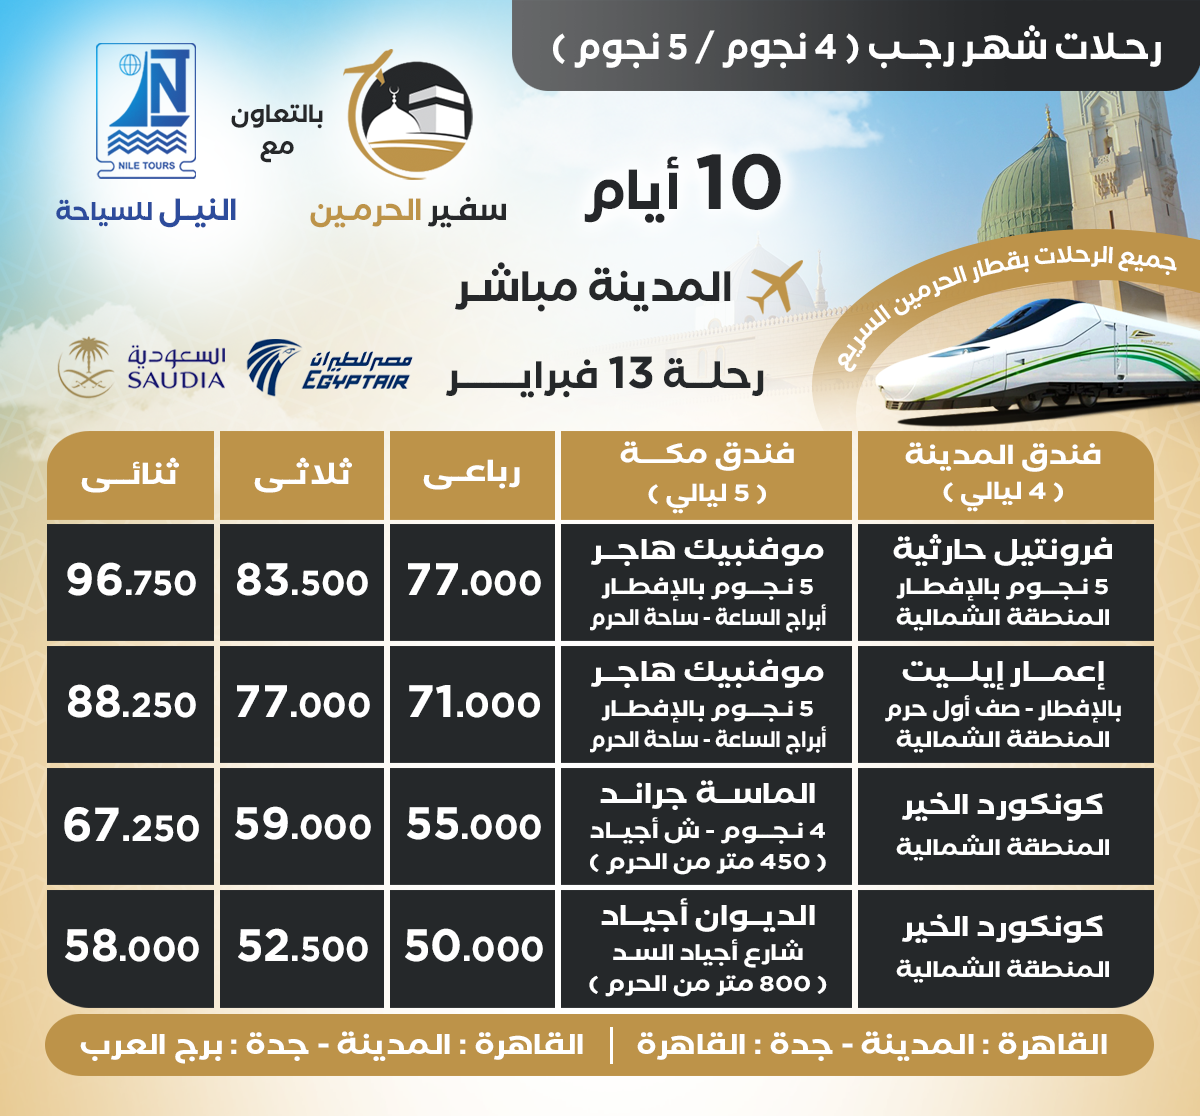 رحلات شهر رجب ( 4 نجوم / 5 نجوم )
10 أيام
المدينة مباشر
رحلة 13 فبراير
بالتعاون
مع
سفير الحرمين
NILE TOURS
النيل للسياحة
مصر للطيران
EGYPTAIR
السعودية
SAUDIA
جميع الرحلات بقطار الحرمين السريع
فندق المدينة
( 4 ليالي )
فندق مكة
( 5 ليالي )
رباعى
ثلاثى
ثنائى
فرونتيل حارثية
5 نجوم بالإفطار
المنطقة الشمالية
موفنبيك هاجر
5 نجوم بالإفطار
أبراج الساعة - ساحة الحرم
77.000
83.500
96.750
إعمار إيليت
بالإفطار - صف أول حرم
المنطقة الشمالية
موفنبيك هاجر
5 نجوم بالإفطار
أبراج الساعة - ساحة الحرم
71.000
77.000
88.250
كونكورد الخير
المنطقة الشمالية
الماسة جراند
4 نجوم - ش أجياد
( 450 متر من الحرم )
55.000
59.000
67.250
كونكورد الخير
المنطقة الشمالية
الديوان أجياد
شارع أجياد السد
( 800 متر من الحرم )
50.000
52.500
58.000
القاهرة : المدينة - جدة : القاهرة | القاهرة : المدينة - جدة : برج العرب